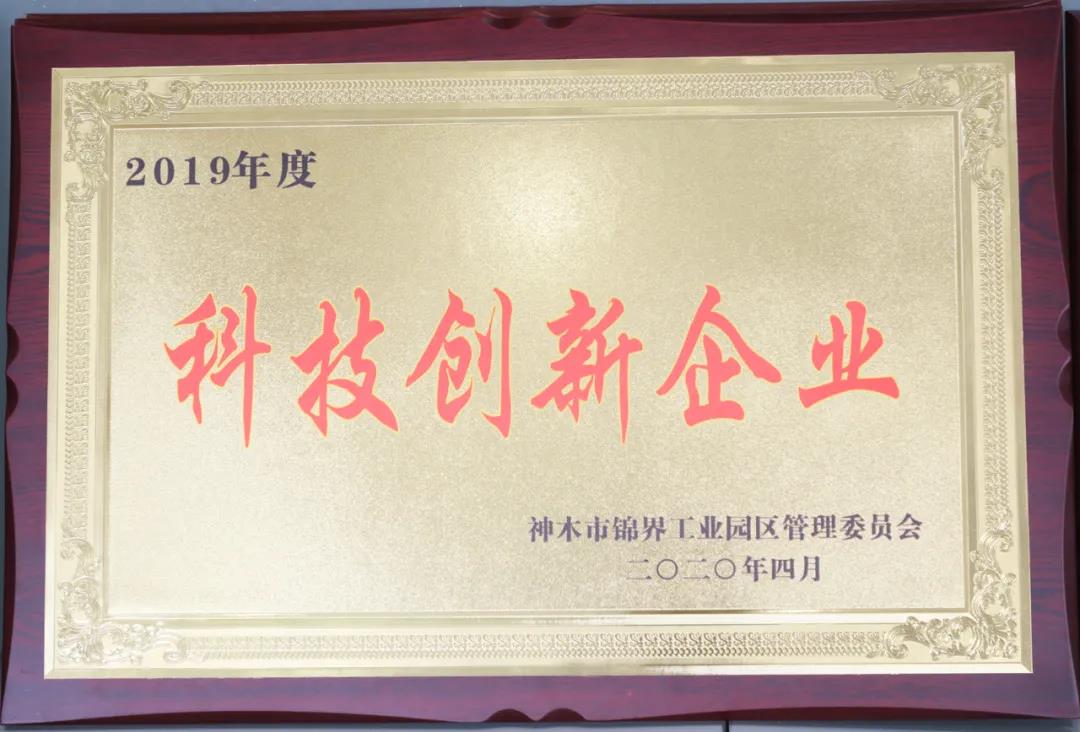 2019年度
科技创新企业
神木市锦界工业园区管理委员会
二〇二〇年四月